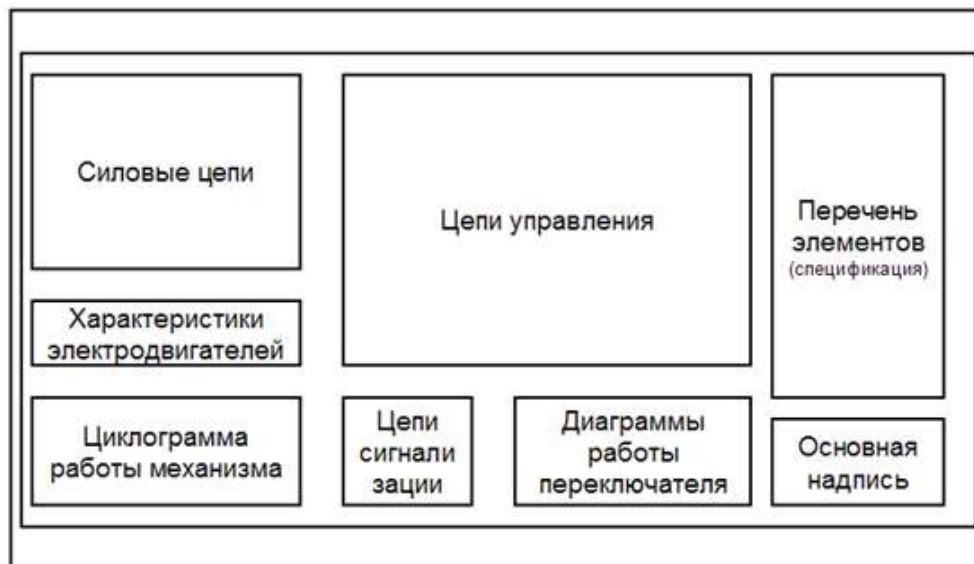 Силовые цепи
Цепи управления
Перечень
элементов
(спецификация)
Характеристики
электродвигателей
Циклограмма
работы механизма
Цепи
сигнали
зации
Диаграммы
работы
переключателя
Основная
надпись